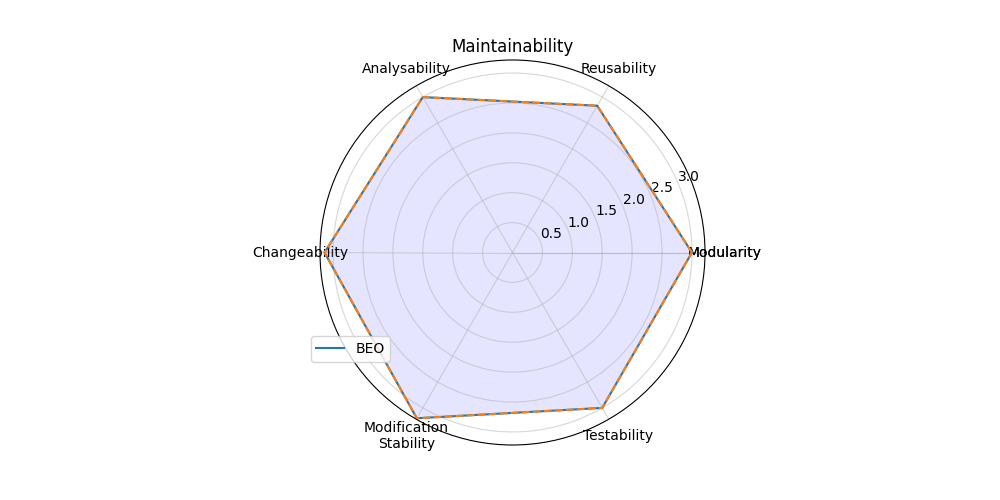 Maintainability
Analysability
Reusability
3.0
2.5
2.0
1.5
1.0
0.5
Changeability
Modularity
BEO
Modification
Stability
Testability